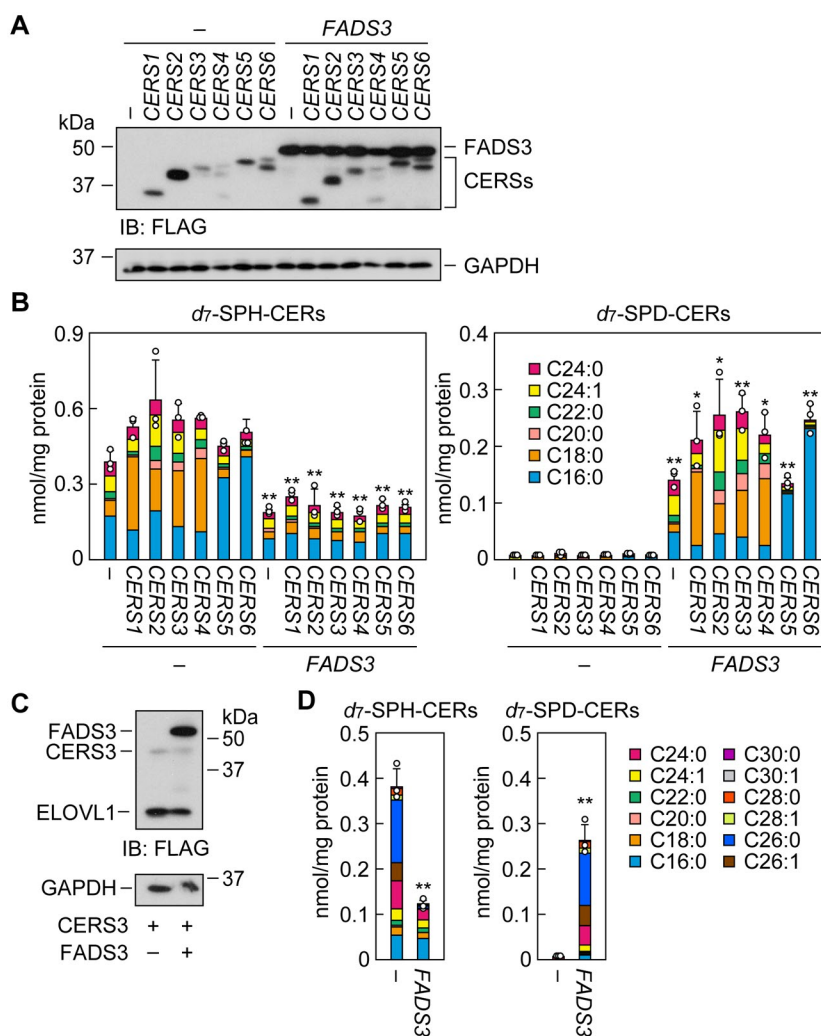 A
– FADS3
– CERS1 CERS2 CERS3 CERS4 CERS5 CERS6 – CERS1 CERS2 CERS3 CERS4 CERS5 CERS6
kDa
50 – – FADS3
37 – CERSs
IB: FLAG
37 – – GAPDH
B
d7-SPH-CERs
nmol/mg protein
0.9
0.6
0.3
0
** ** ** ** ** ** **
– CERS1 CERS2 CERS3 CERS4 CERS5 CERS6 – CERS1 CERS2 CERS3 CERS4 CERS5 CERS6
– FADS3
d7-SPD-CERs
nmol/mg protein
0.4
0.3
0.2
0.1
0
C24:0
C24:1
C22:0
C20:0
C18:0
C16:0
** * * ** * ** **
– CERS1 CERS2 CERS3 CERS4 CERS5 CERS6 – CERS1 CERS2 CERS3 CERS4 CERS5 CERS6
– FADS3
C
kDa
FADS3 –
– 50
CERS3 –
– 37
ELOVL1 –
IB: FLAG
– 37
GAPDH –
CERS3 + +
FADS3 – +
D
d7-SPH-CERs
nmol/mg protein
0.5
0.4
0.3
0.2
0.1
0
**
– FADS3
d7-SPD-CERs
nmol/mg protein
0.5
0.4
0.3
0.2
0.1
0
**
– FADS3
C24:0 C30:0
C24:1 C30:1
C22:0 C28:0
C20:0 C28:1
C18:0 C26:0
C16:0 C26:1